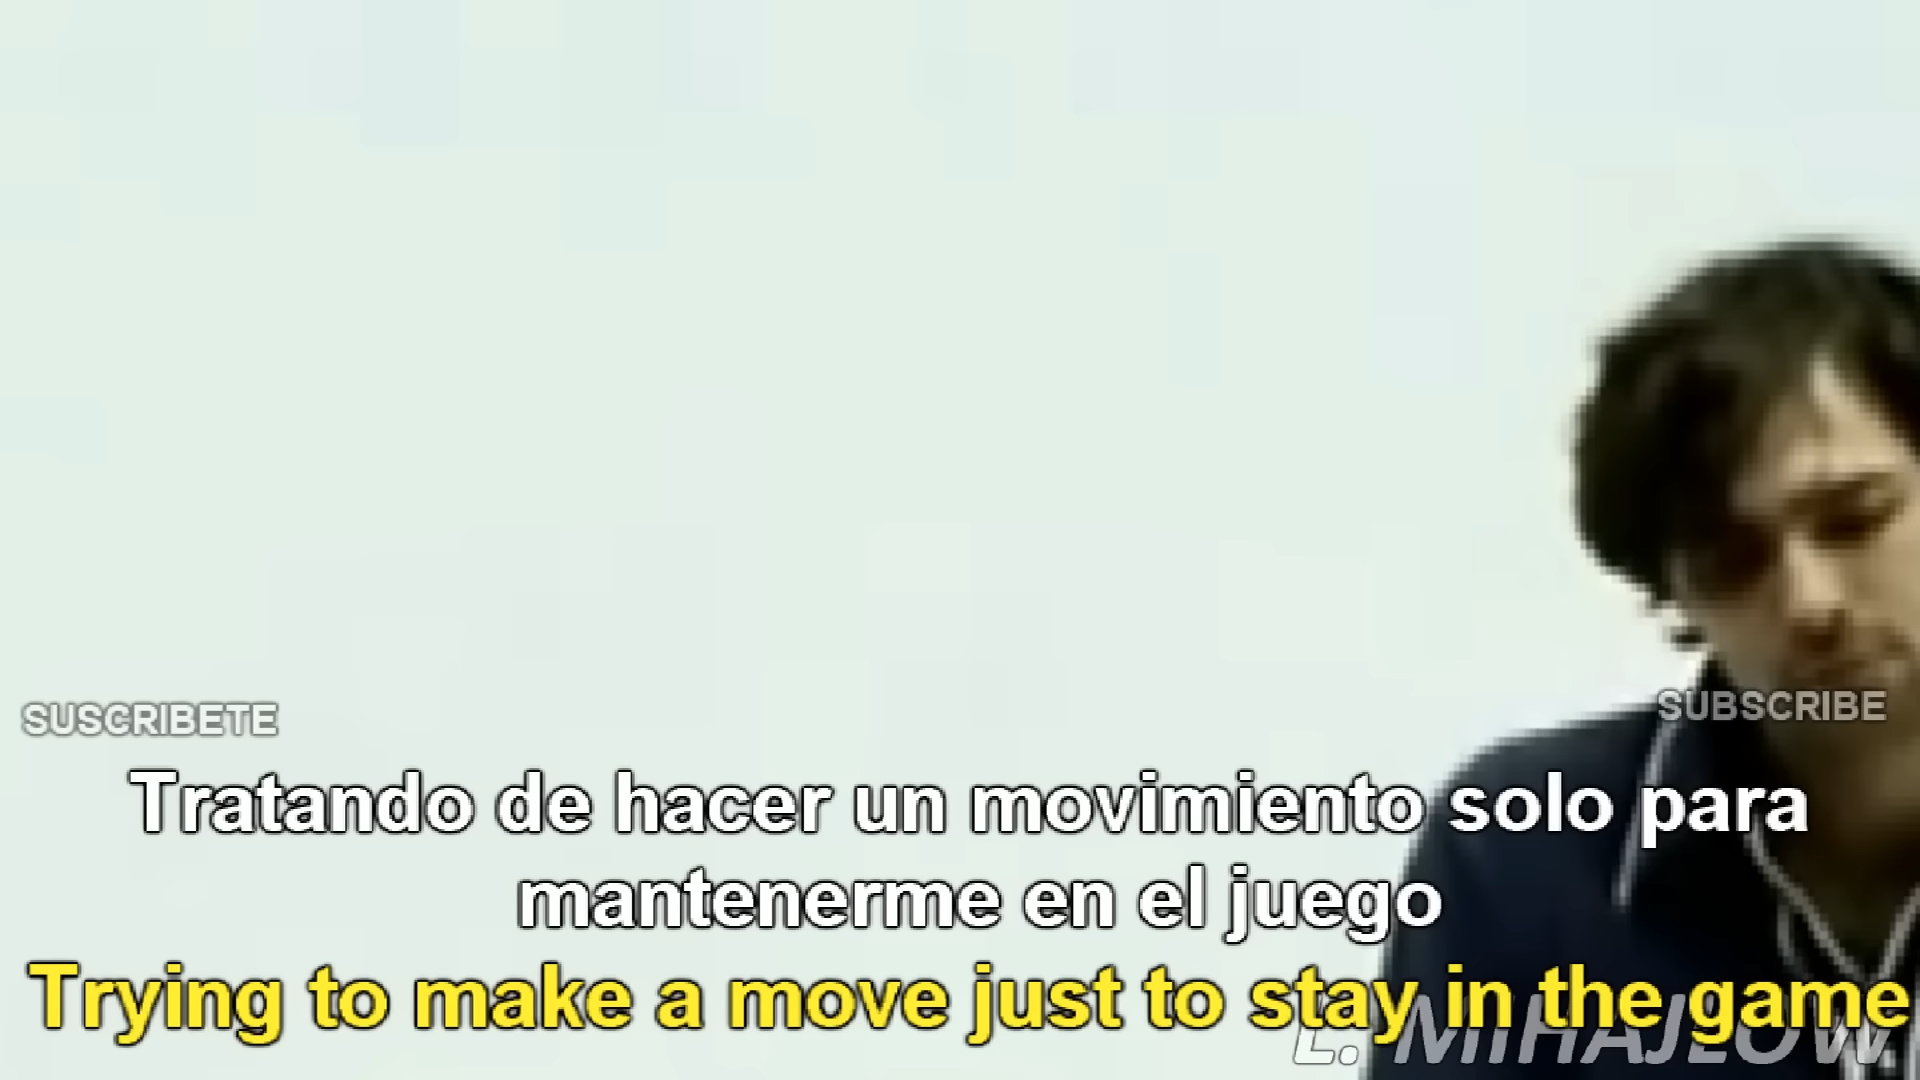 SUSCRIBETE
SUBSCRIBE
Tratando de hacer un movimiento solo para
mantenerme en el juego
Trying to make a move just to stay in the game
L. MIHAJLOW